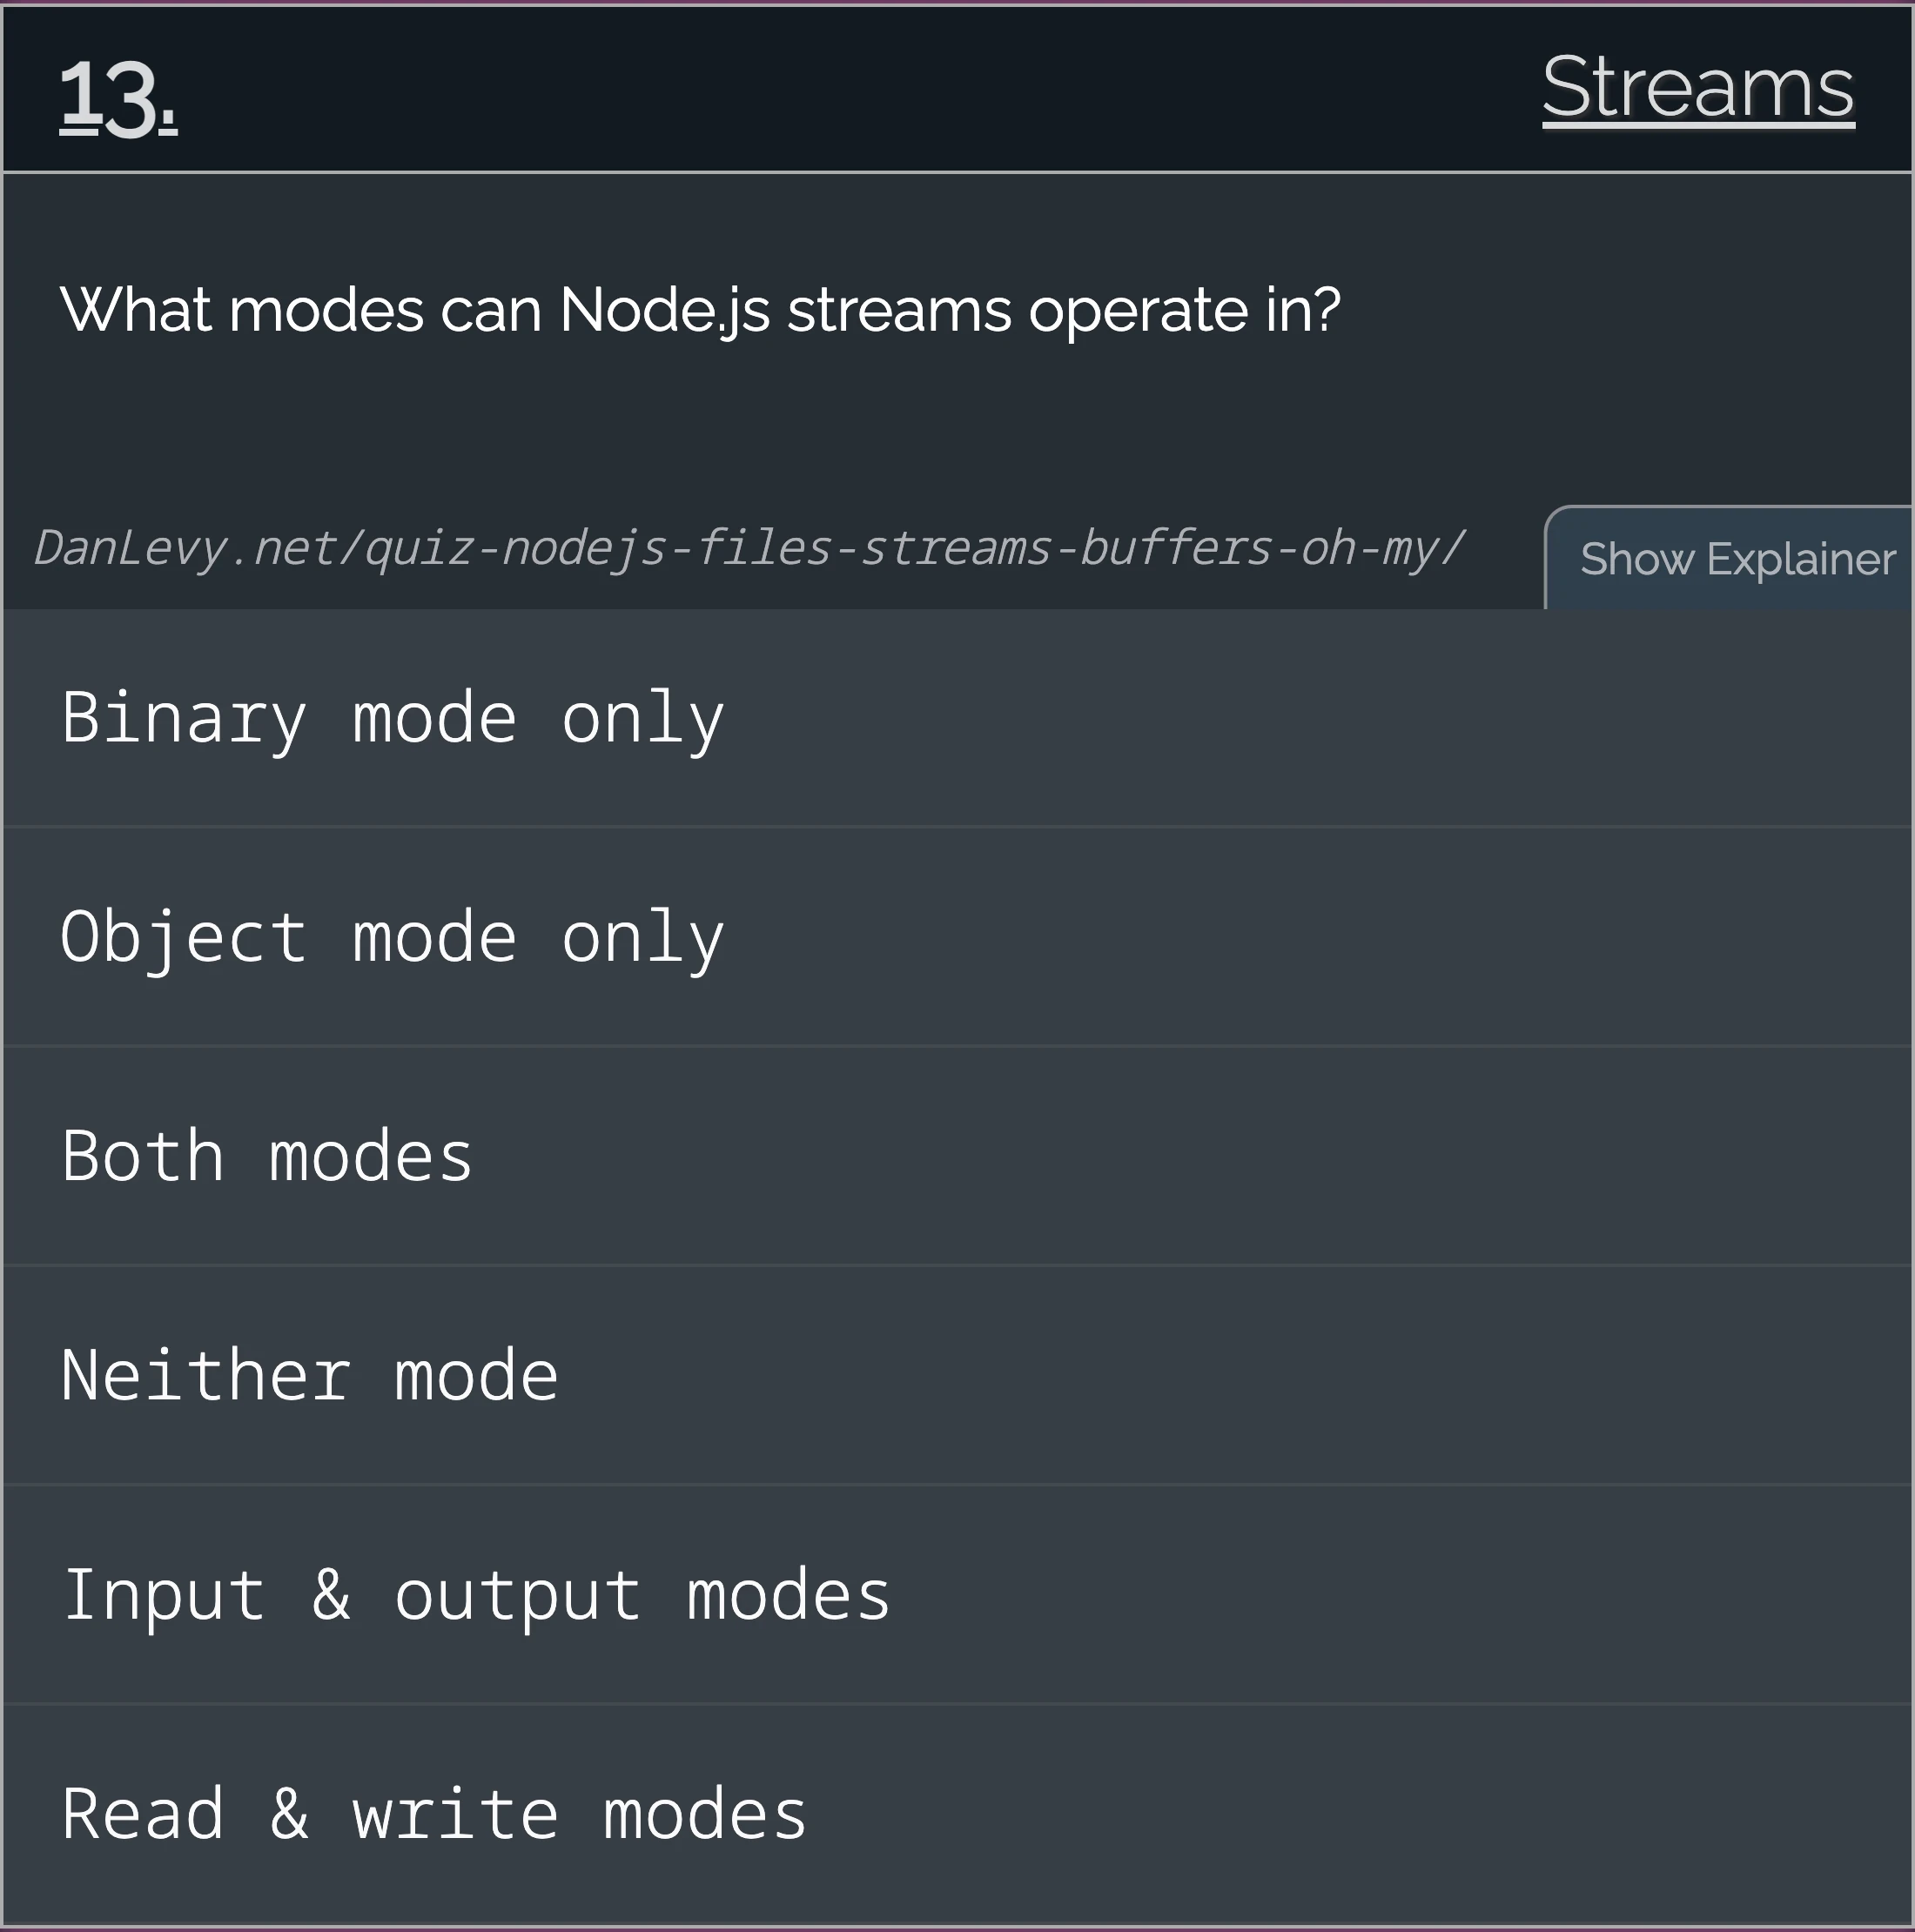 13.
Streams
What modes can Node.js streams operate in?
DanLevy.net/quiz-nodejs-files-streams-buffers-oh-my/
Show Explainer
Binary mode only
Object mode only
Both modes
Neither mode
Input & output modes
Read & write modes